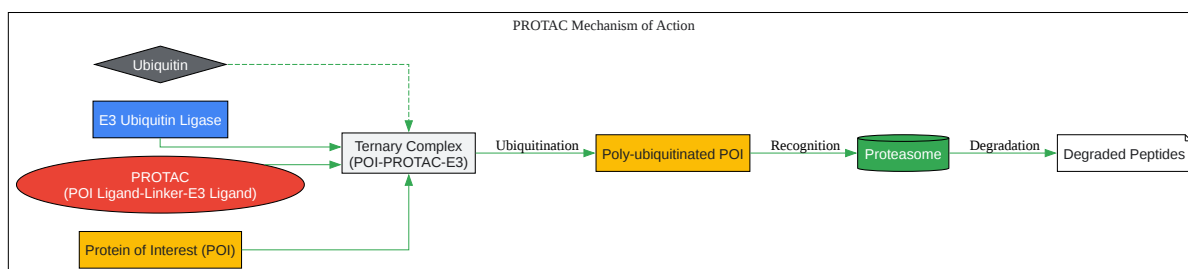 PROTAC Mechanism of Action
Ubiquitin
E3 Ubiquitin Ligase
PROTAC
(POI Ligand-Linker-E3 Ligand)
Protein of Interest (POI)
Ternary Complex
(POI-PROTAC-E3)
Ubiquitination
Poly-ubiquitinated POI
Recognition
Proteasome
Degradation
Degraded Peptides